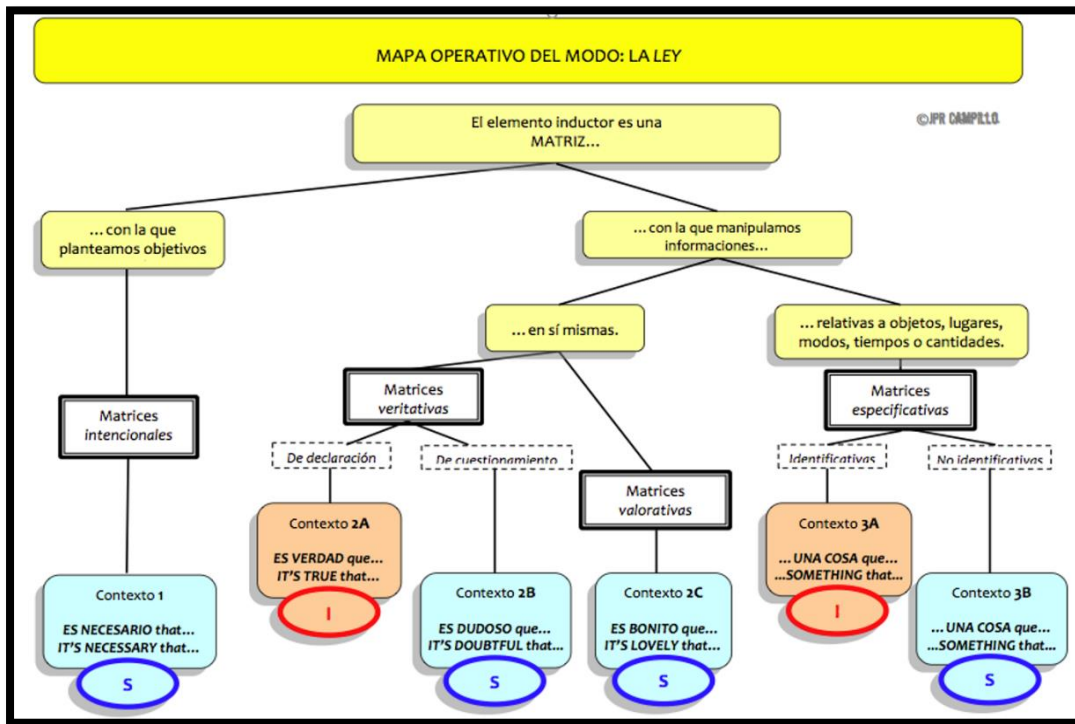 MAPA OPERATIVO DEL MODO: LA LEY
©JPR CAMPILLO
El elemento inductor es una
MATRIZ...
... con la que
planteamos objetivos
... con la que manipulamos
informaciones...
... en sí mismas.
... relativas a objetos, lugares,
modos, tiempos o cantidades.
Matrices
intencionales
Matrices
veritativas
Matrices
especificativas
De declaración
De cuestionamiento
Identificativas
No identificativas
Matrices
valorativas
Contexto 2A
ES VERDAD que...
IT'S TRUE that...
I
Contexto 3A
... UNA COSA que...
...SOMETHING that...
I
Contexto 1
ES NECESARIO that...
IT'S NECESSARY that...
S
Contexto 2B
ES DUDOSO que...
IT'S DOUBTFUL that...
S
Contexto 2C
ES BONITO que...
IT'S LOVELY that...
S
Contexto 3B
...UNA COSA que...
...SOMETHING that...
S